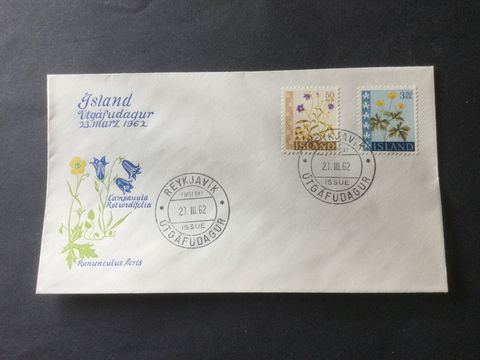 Ísland
Útgáfudagur
23. marz 1962
50
AUR
ÍSLAND
3.50
ÍSLAND
REYKJAVÍK
FIRST DAY
23. III. 62
ISSUE
ÚTGÁFUDAGUR
REYKJAVÍK
23. III. 62
ISSUE
ÚTGÁFUDAGUR
Campanula
Rotundifolia
Ranunculus Acris